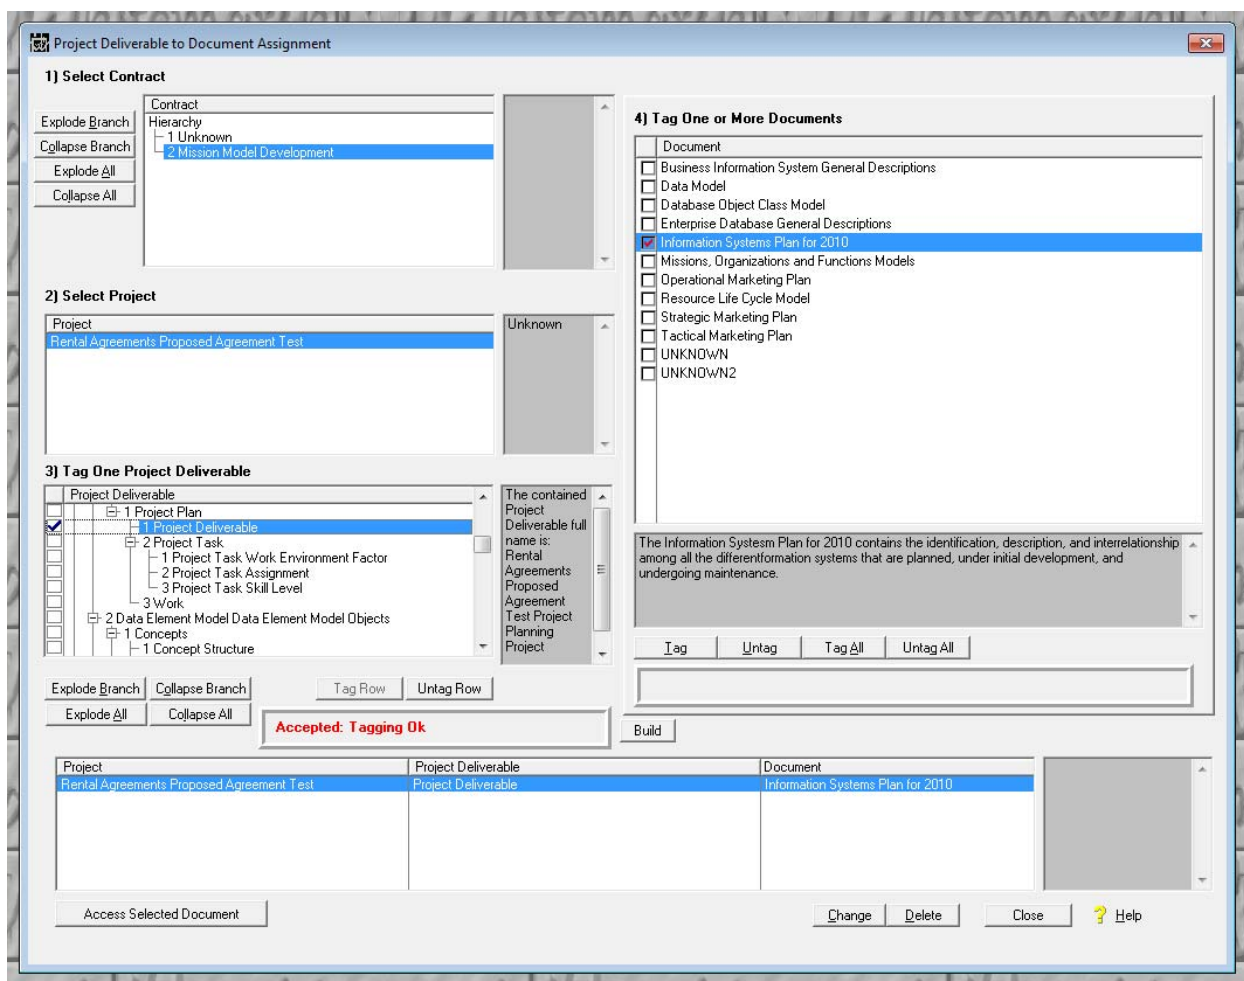 Project Deliverable to Document Assignment
1) Select Contract
Explode Branch
Collapse Branch
Explode All
Collapse All
Contract
Hierarchy
1 Unknown
2 Mission Model Development
2) Select Project
Project
Rental Agreements Proposed Agreement Test
Unknown
3) Tag One Project Deliverable
Project Deliverable
1 Project Plan
1 Project Deliverable
2 Project Task
1 Project Task Work Environment Factor
2 Project Task Assignment
3 Project Task Skill Level
3 Work
2 Data Element Model Data Element Model Objects
1 Concepts
1 Concept Structure
The contained
Project
Deliverable full
name is:
Rental
Agreements
Proposed
Agreement
Test Project
Planning
Project
Explode Branch
Collapse Branch
Tag Row
Untag Row
Explode All
Collapse All
Accepted: Tagging Ok
4) Tag One or More Documents
Document
Business Information System General Descriptions
Data Model
Database Object Class Model
Enterprise Database General Descriptions
Information Systems Plan for 2010
Missions, Organizations and Functions Models
Operational Marketing Plan
Resource Life Cycle Model
Strategic Marketing Plan
Tactical Marketing Plan
UNKNOWN
UNKNOWN2
The Information Systesm Plan for 2010 contains the identification, description, and interrelationship
among all the differentformation systems that are planned, under initial development, and
undergoing maintenance.
Tag
Untag
Tag All
Untag All
Build
Project Project Deliverable Document
Rental Agreements Proposed Agreement Test Project Deliverable Information Systems Plan for 2010
Access Selected Document
Change
Delete
Close
? Help